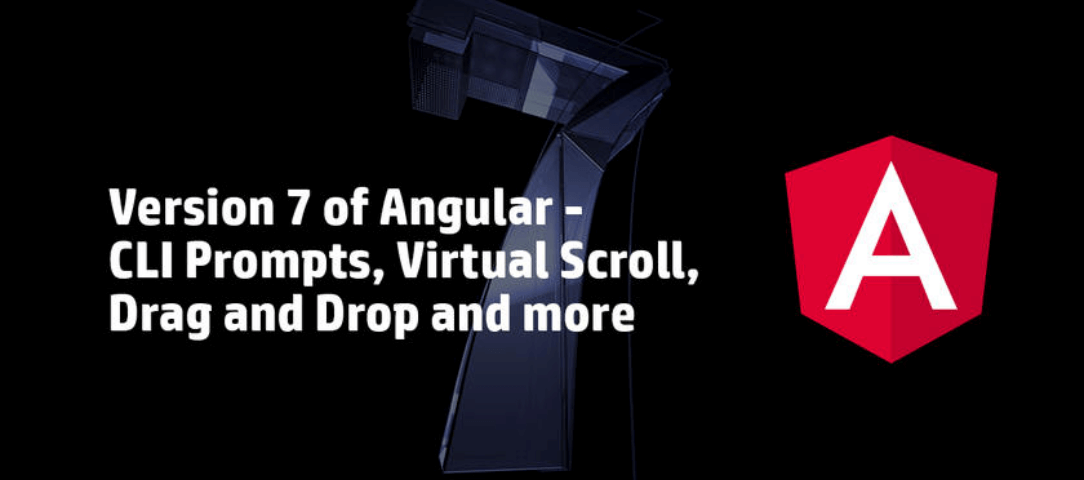 Version 7 of Angular -
CLI Prompts, Virtual Scroll,
Drag and Drop and more
A